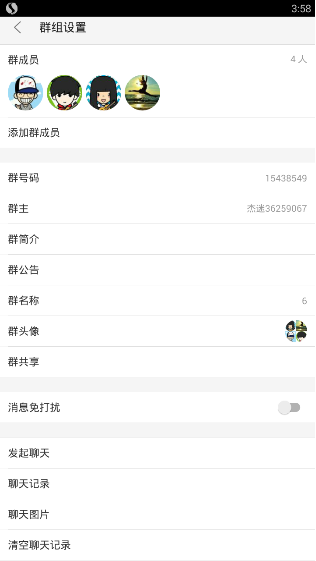 3:58
群组设置
群成员 4 人
添加群成员
群号码 15438549
群主 杰迷36259067
群简介
群公告
群名称 6
群头像
群共享
消息免打扰
发起聊天
聊天记录
聊天图片
清空聊天记录